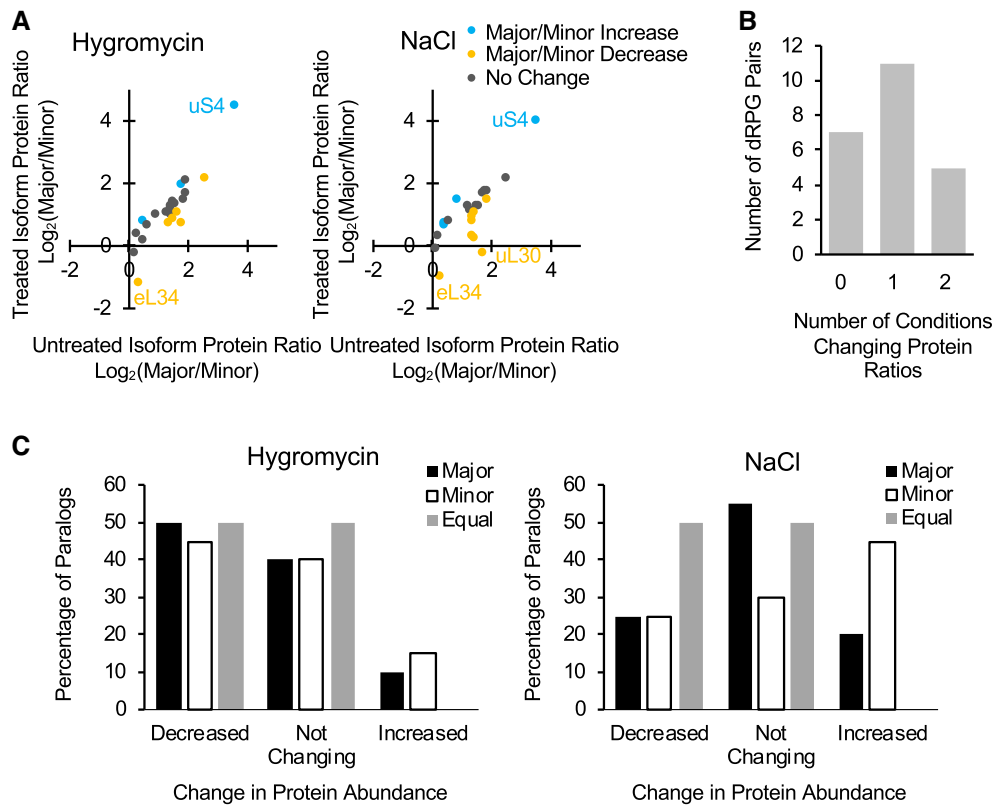 A
Hygromycin
Treated Isoform Protein Ratio
Log₂(Major/Minor)
4
2
0
-2
-2
0
2
4
uS4
eL34
Untreated Isoform Protein Ratio
Log₂(Major/Minor)
NaCl
Major/Minor Increase
Major/Minor Decrease
No Change
Treated Isoform Protein Ratio
Log₂(Major/Minor)
4
2
0
-2
-2
0
2
4
uS4
uL30
eL34
Untreated Isoform Protein Ratio
Log₂(Major/Minor)
B
Number of dRPG Pairs
12
10
8
6
4
2
0
0
1
2
Number of Conditions
Changing Protein
Ratios
C
Hygromycin
Major
Minor
Equal
Percentage of Paralogs
60
50
40
30
20
10
0
Decreased
Not
Changing
Increased
Change in Protein Abundance
NaCl
Major
Minor
Equal
Percentage of Paralogs
60
50
40
30
20
10
0
Decreased
Not
Changing
Increased
Change in Protein Abundance